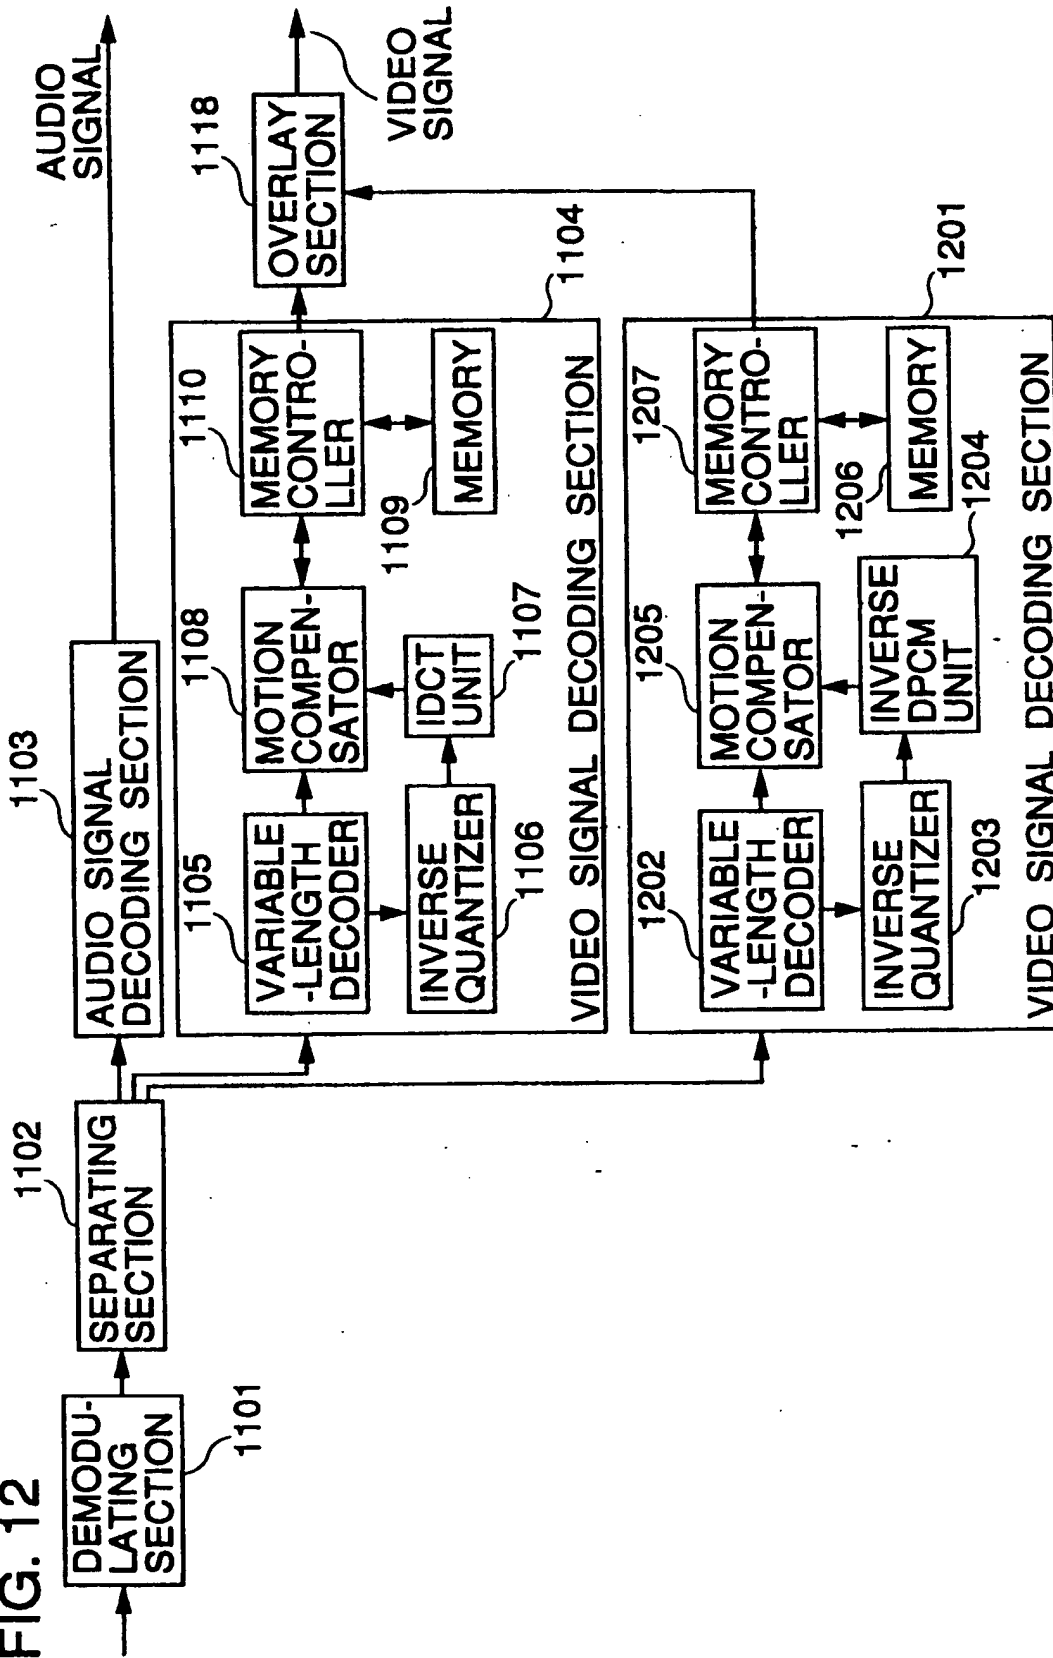 FIG. 12
DEMODU-
LATING
SECTION
1101
SEPARATING
SECTION
1102
AUDIO SIGNAL
DECODING SECTION
1103
AUDIO
SIGNAL
VARIABLE
-LENGTH
DECODER
1105
INVERSE
QUANTIZER
1106
IDCT
UNIT
1107
MOTION
COMPEN-
SATOR
1108
MEMORY
CONTRO-
LLER
1110
MEMORY
1109
VIDEO SIGNAL DECODING SECTION
1104
OVERLAY
SECTION
1118
VIDEO
SIGNAL
VARIABLE
-LENGTH
DECODER
1202
INVERSE
QUANTIZER
1203
INVERSE
DPCM
UNIT
1204
MOTION
COMPEN-
SATOR
1205
MEMORY
CONTRO-
LLER
1207
MEMORY
1206
VIDEO SIGNAL DECODING SECTION
1201